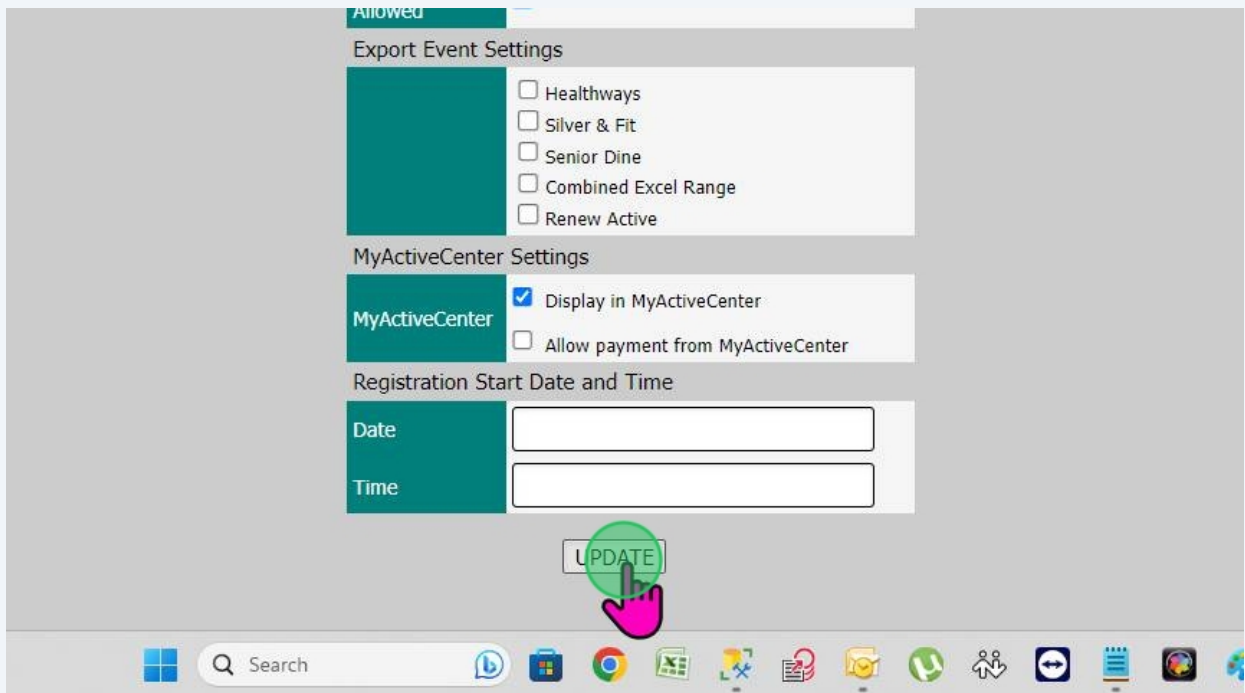 Allowed
Export Event Settings
Healthways
Silver & Fit
Senior Dine
Combined Excel Range
Renew Active
MyActiveCenter Settings
MyActiveCenter
Display in MyActiveCenter
Allow payment from MyActiveCenter
Registration Start Date and Time
Date
Time
UPDATE
Search